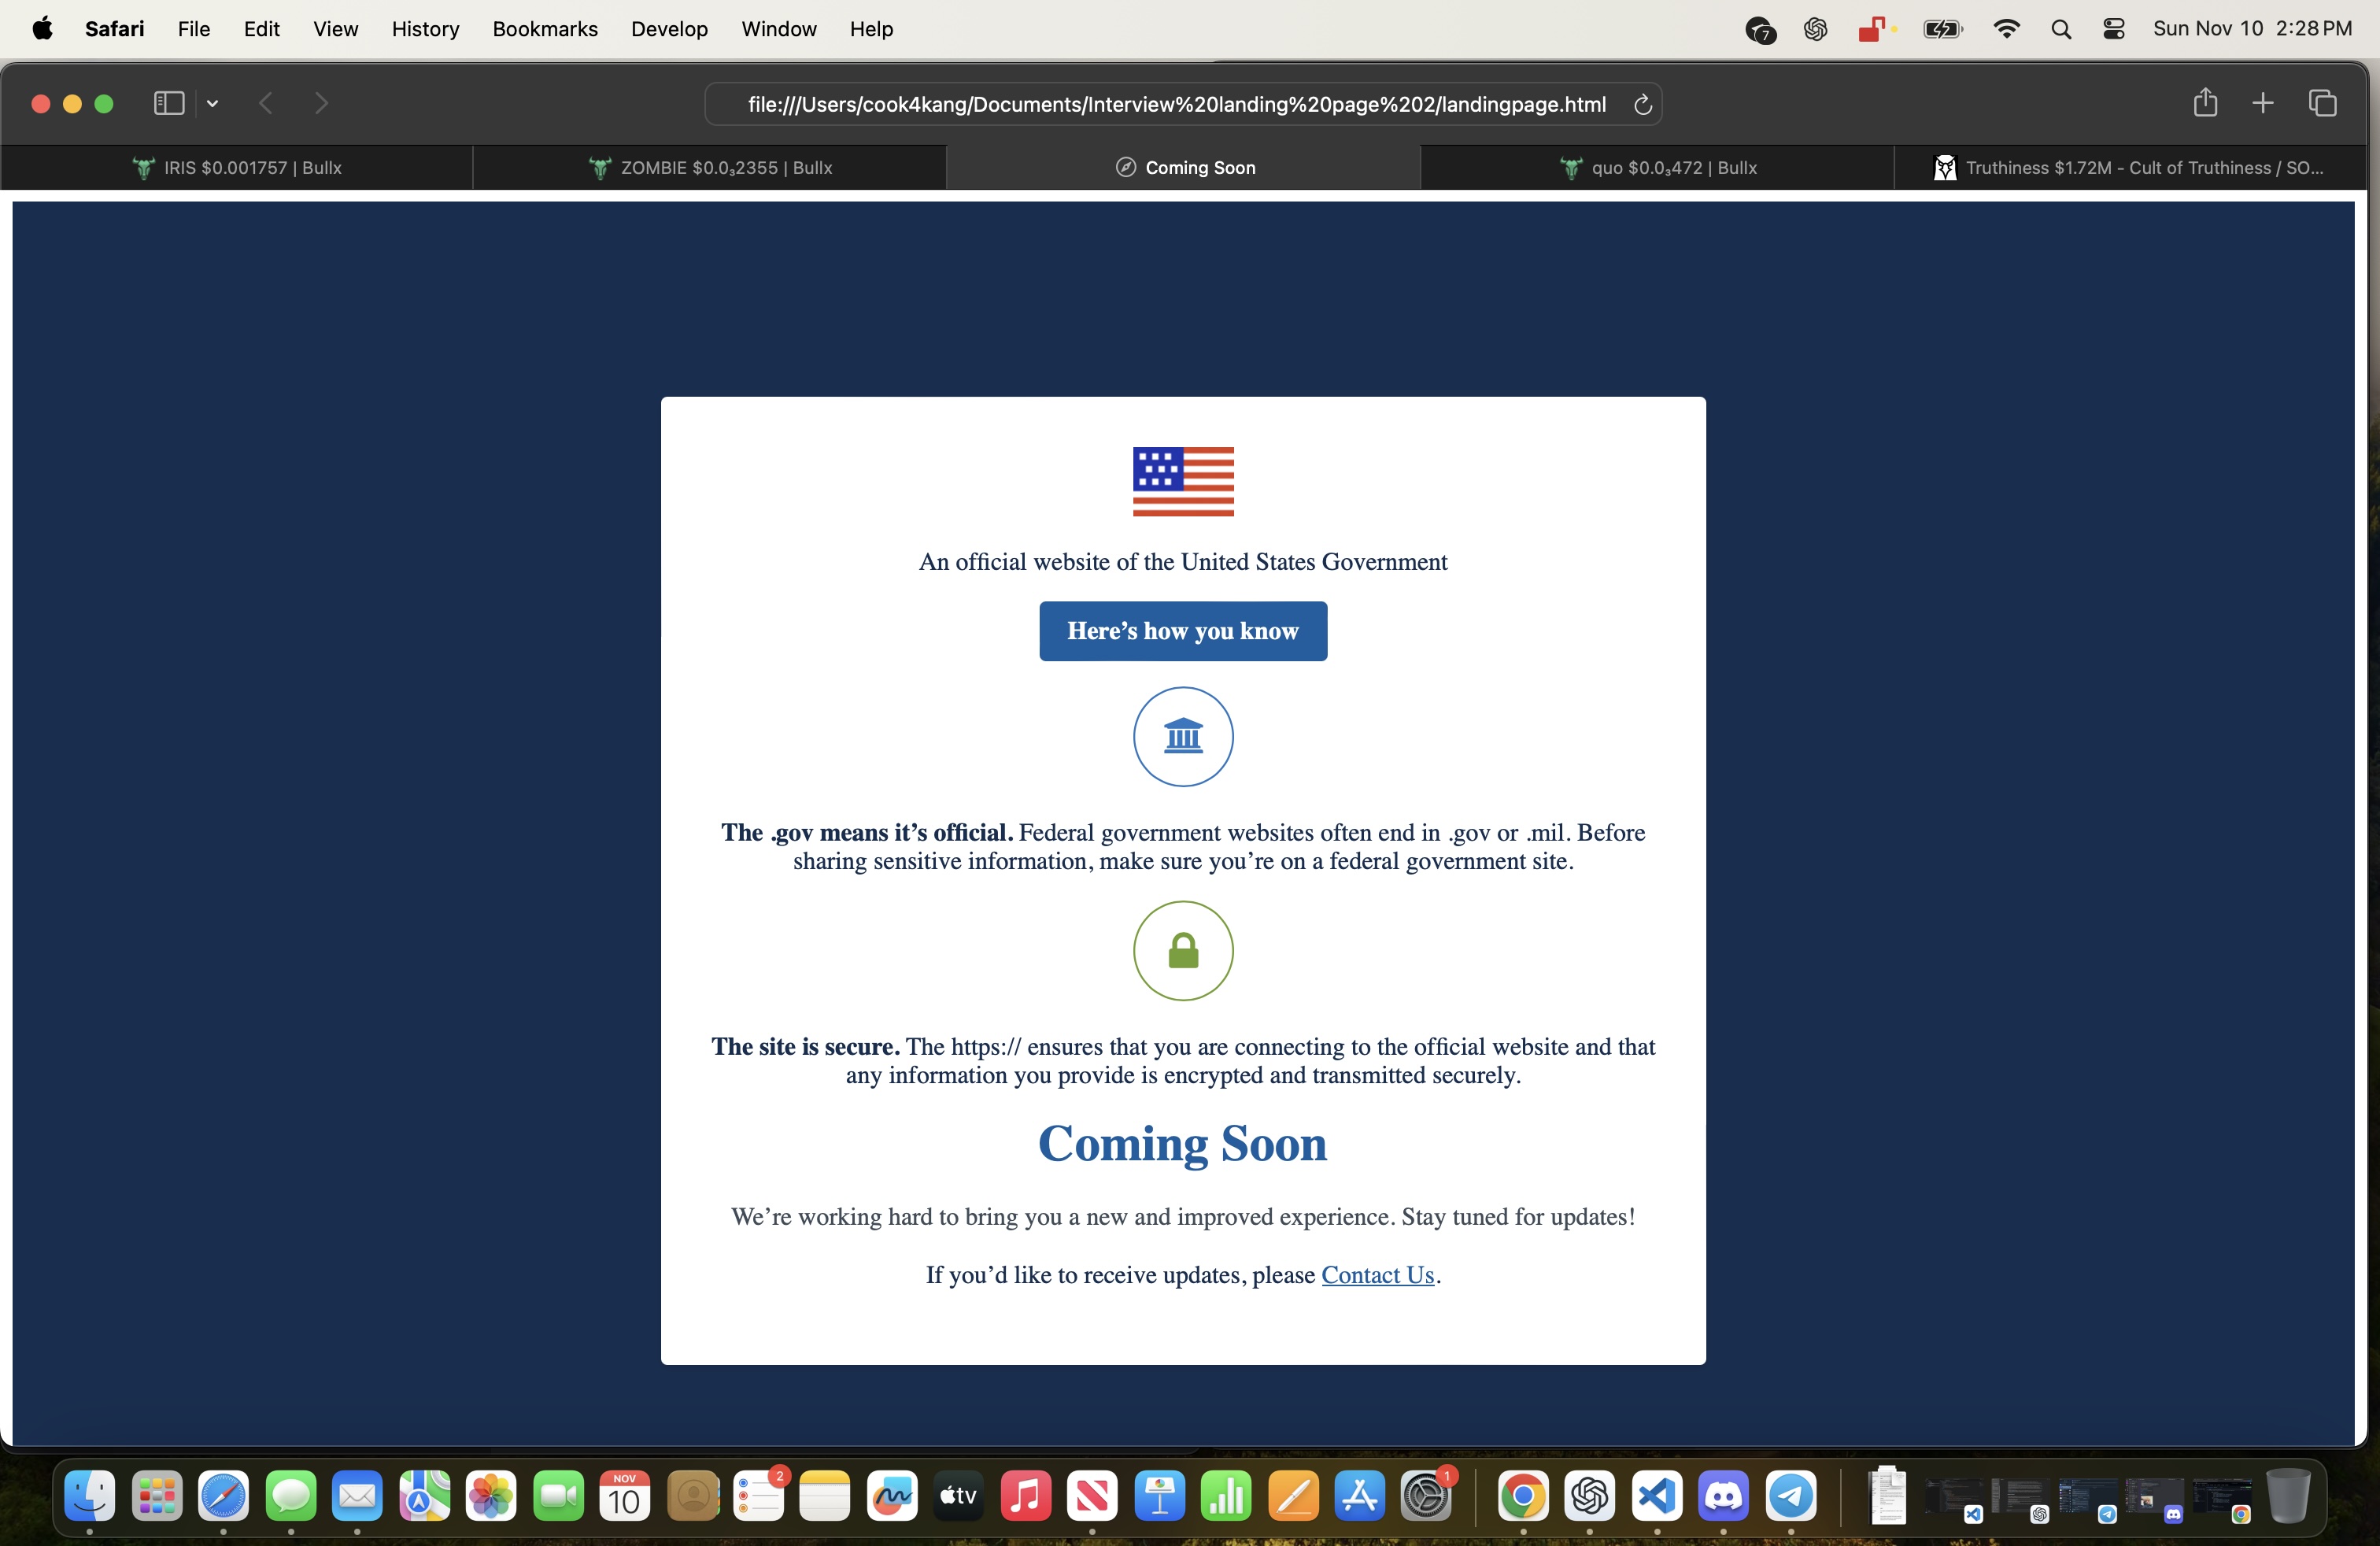 Safari File Edit View History Bookmarks Develop Window Help 7 Sun Nov 10 2:28 PM
file:///Users/cook4kang/Documents/Interview%20landing%20page%202/landingpage.html
IRIS $0.001757 | Bullx ZOMBIE $0.0₃2355 | Bullx Coming Soon quo $0.0₃472 | Bullx Truthiness $1.72M - Cult of Truthiness / SO...
An official website of the United States Government
Here’s how you know
The .gov means it’s official. Federal government websites often end in .gov or .mil. Before
sharing sensitive information, make sure you’re on a federal government site.
The site is secure. The https:// ensures that you are connecting to the official website and that
any information you provide is encrypted and transmitted securely.
Coming Soon
We’re working hard to bring you a new and improved experience. Stay tuned for updates!
If you’d like to receive updates, please Contact Us.
NOV
10
2
tv
1